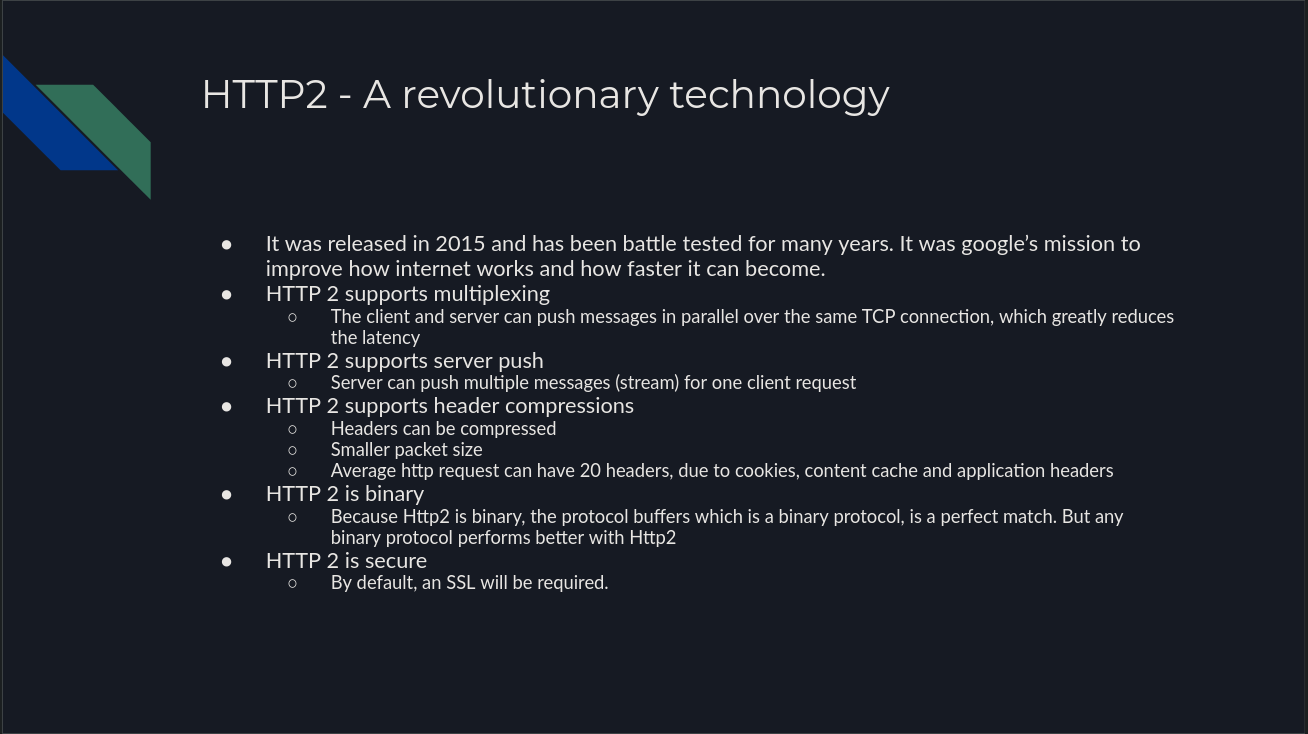 HTTP2 - A revolutionary technology
● It was released in 2015 and has been battle tested for many years. It was google’s mission to
improve how internet works and how faster it can become.
● HTTP 2 supports multiplexing
○ The client and server can push messages in parallel over the same TCP connection, which greatly reduces
the latency
● HTTP 2 supports server push
○ Server can push multiple messages (stream) for one client request
● HTTP 2 supports header compressions
○ Headers can be compressed
○ Smaller packet size
○ Average http request can have 20 headers, due to cookies, content cache and application headers
● HTTP 2 is binary
○ Because Http2 is binary, the protocol buffers which is a binary protocol, is a perfect match. But any
binary protocol performs better with Http2
● HTTP 2 is secure
○ By default, an SSL will be required.